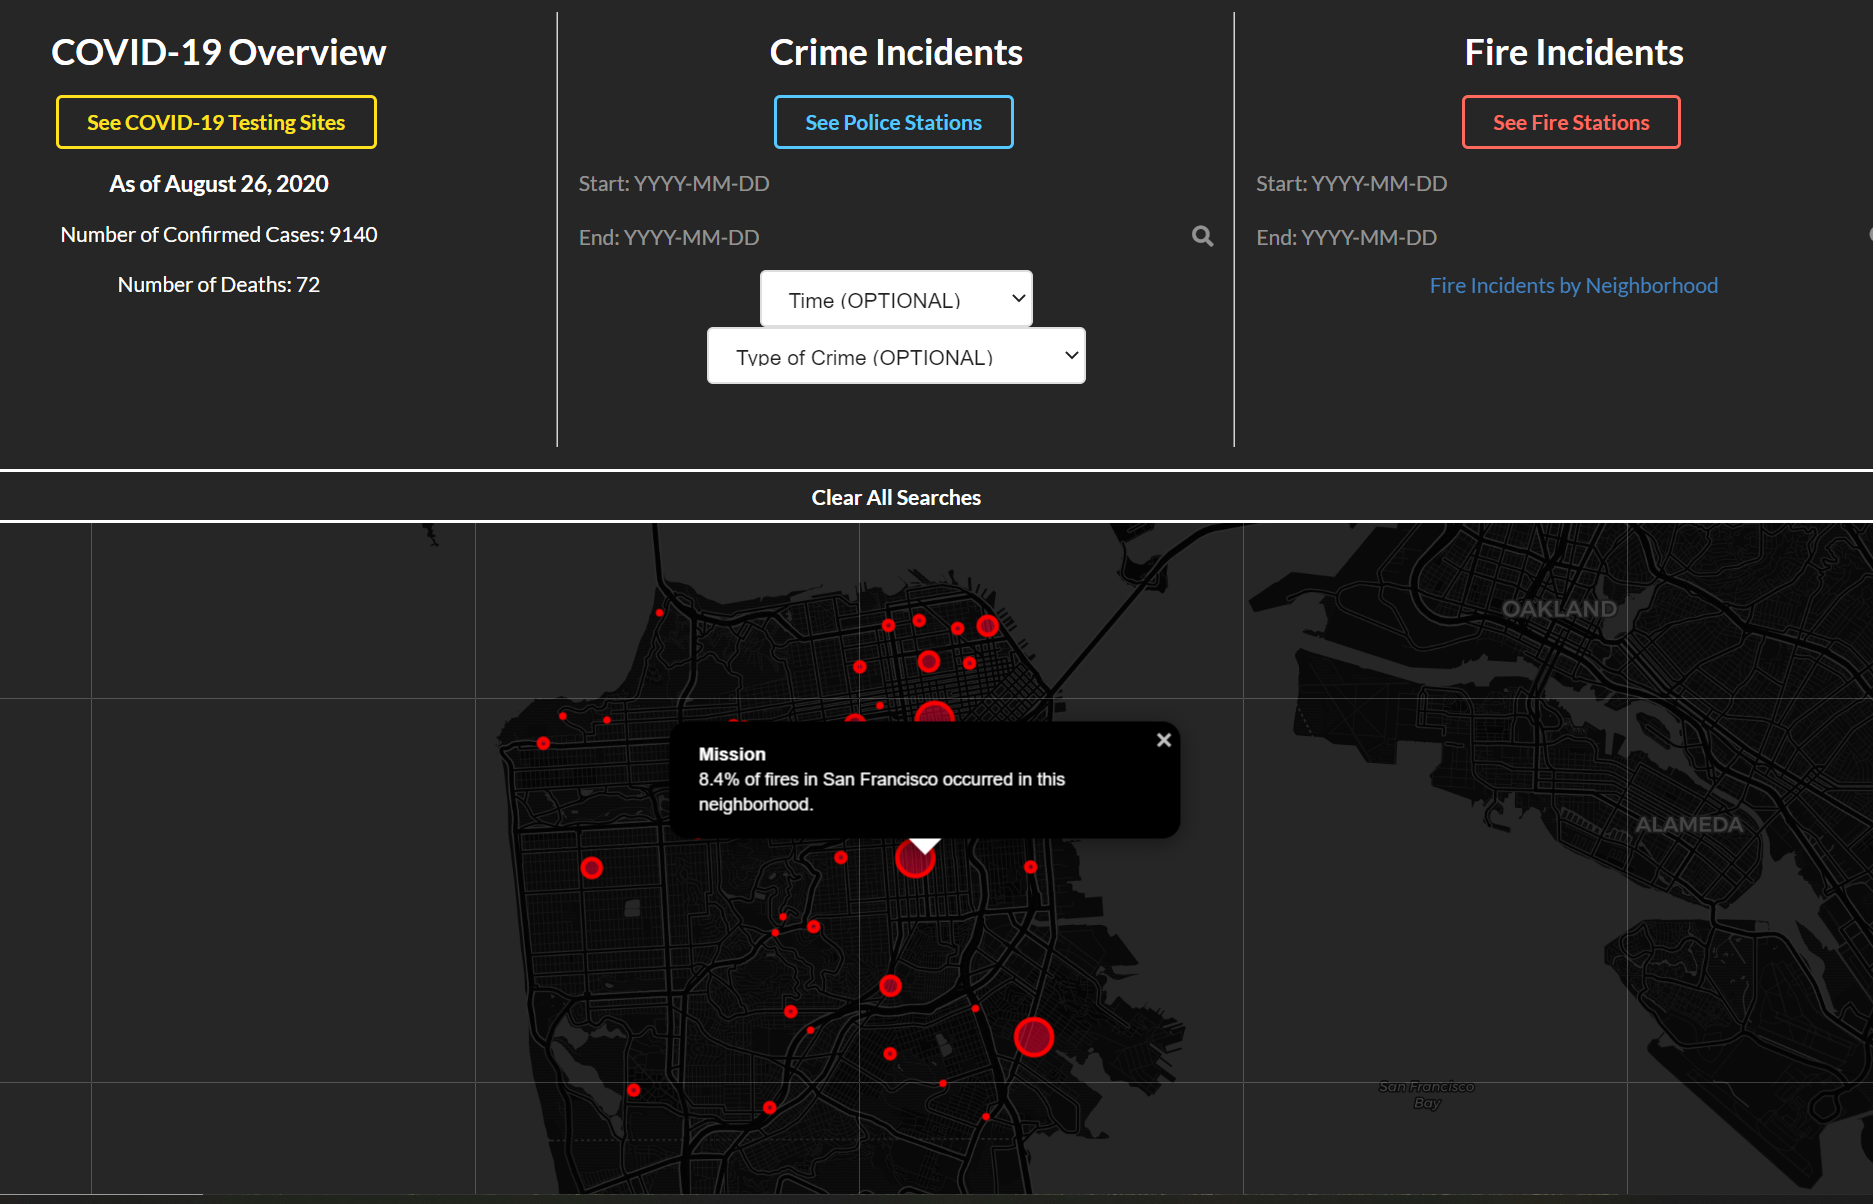 COVID-19 Overview
See COVID-19 Testing Sites
As of August 26, 2020
Number of Confirmed Cases: 9140
Number of Deaths: 72
Crime Incidents
See Police Stations
Start: YYYY-MM-DD
End: YYYY-MM-DD
Time (OPTIONAL)
Type of Crime (OPTIONAL)
Fire Incidents
See Fire Stations
Start: YYYY-MM-DD
End: YYYY-MM-DD
Fire Incidents by Neighborhood
Clear All Searches
OAKLAND
Mission
8.4% of fires in San Francisco occurred in this
neighborhood.
ALAMEDA
San Francisco
Bay